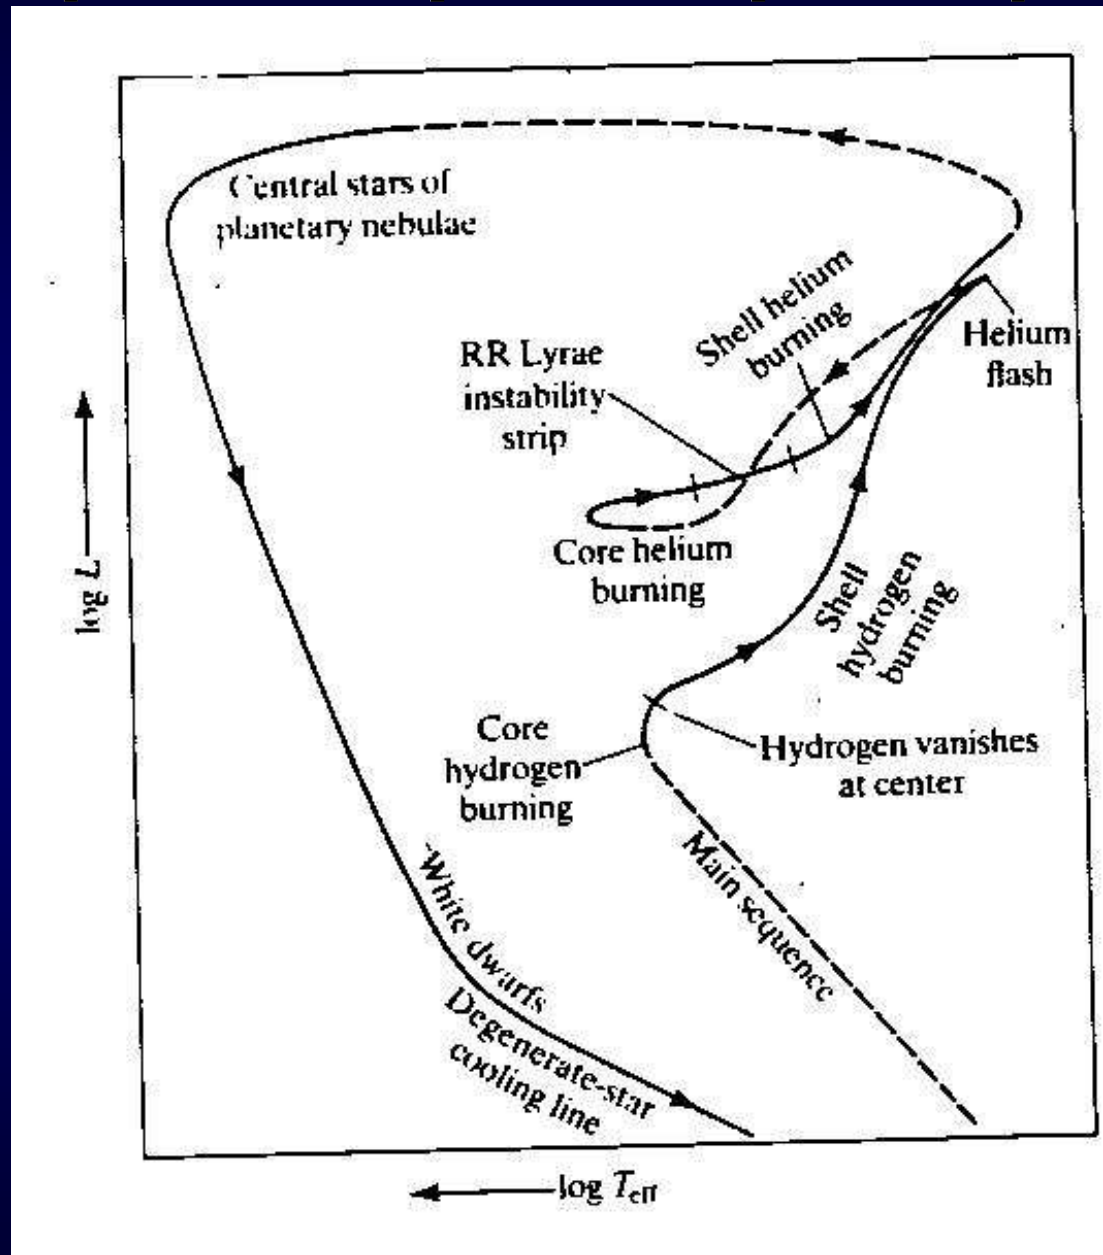 Central stars of
planetary nebulae
Shell helium
burning
RR Lyrae
instability
strip
Helium
flash
log L
Core helium
burning
Shell
hydrogen
burning
Core
hydrogen
burning
Hydrogen vanishes
at center
Main sequence
White dwarfs
Degenerate-star
cooling line
log Teff